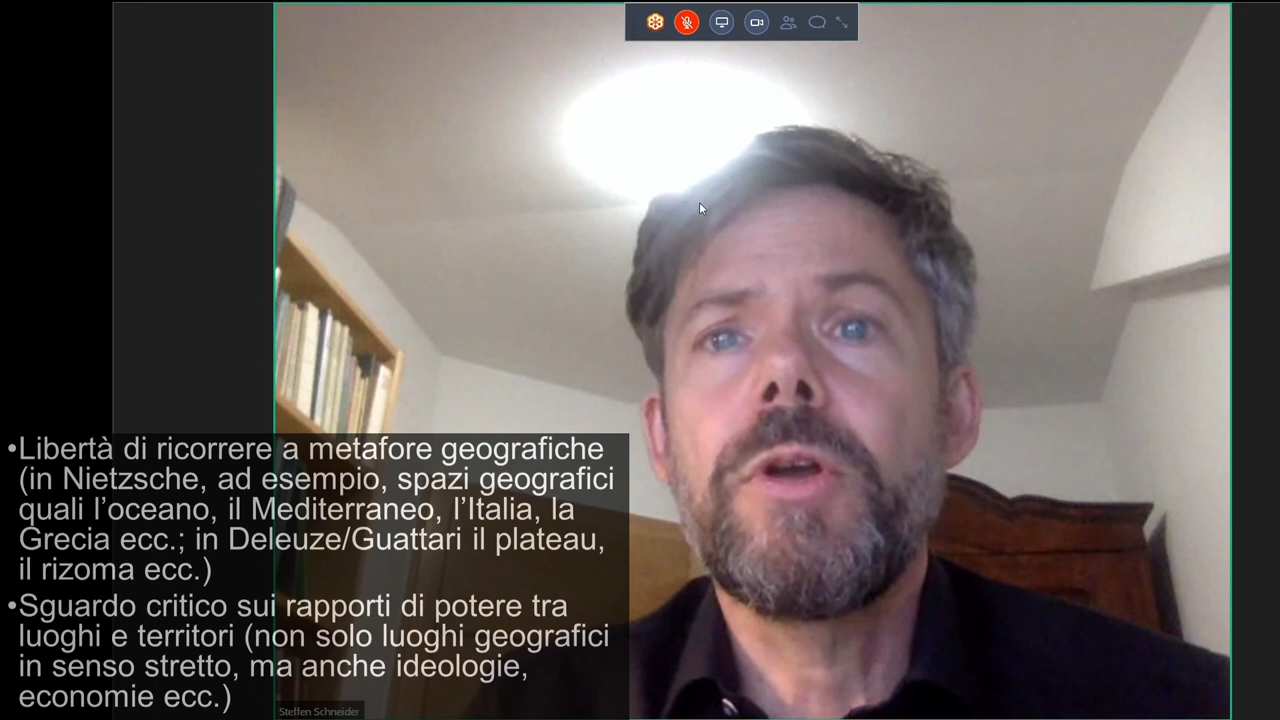 •Libertà di ricorrere a metafore geografiche
(in Nietzsche, ad esempio, spazi geografici
quali l’oceano, il Mediterraneo, l’Italia, la
Grecia ecc.; in Deleuze/Guattari il plateau,
il rizoma ecc.)
•Sguardo critico sui rapporti di potere tra
luoghi e territori (non solo luoghi geografici
in senso stretto, ma anche ideologie,
economie ecc.)
Steffen Schneider